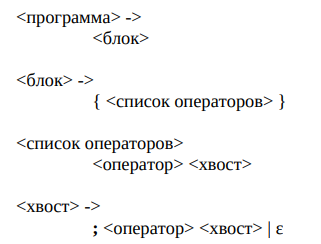 <программа> ->
<блок>
<блок> ->
{ <список операторов> }
<список операторов>
<оператор> <хвост>
<хвост> ->
; <оператор> <хвост> | ε